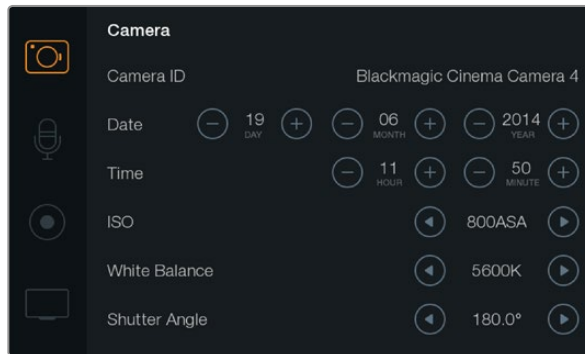 Camera
Camera ID Blackmagic Cinema Camera 4
Date 19 DAY 06 MONTH 2014 YEAR
Time 11 HOUR 50 MINUTE
ISO 800ASA
White Balance 5600K
Shutter Angle 180.0°